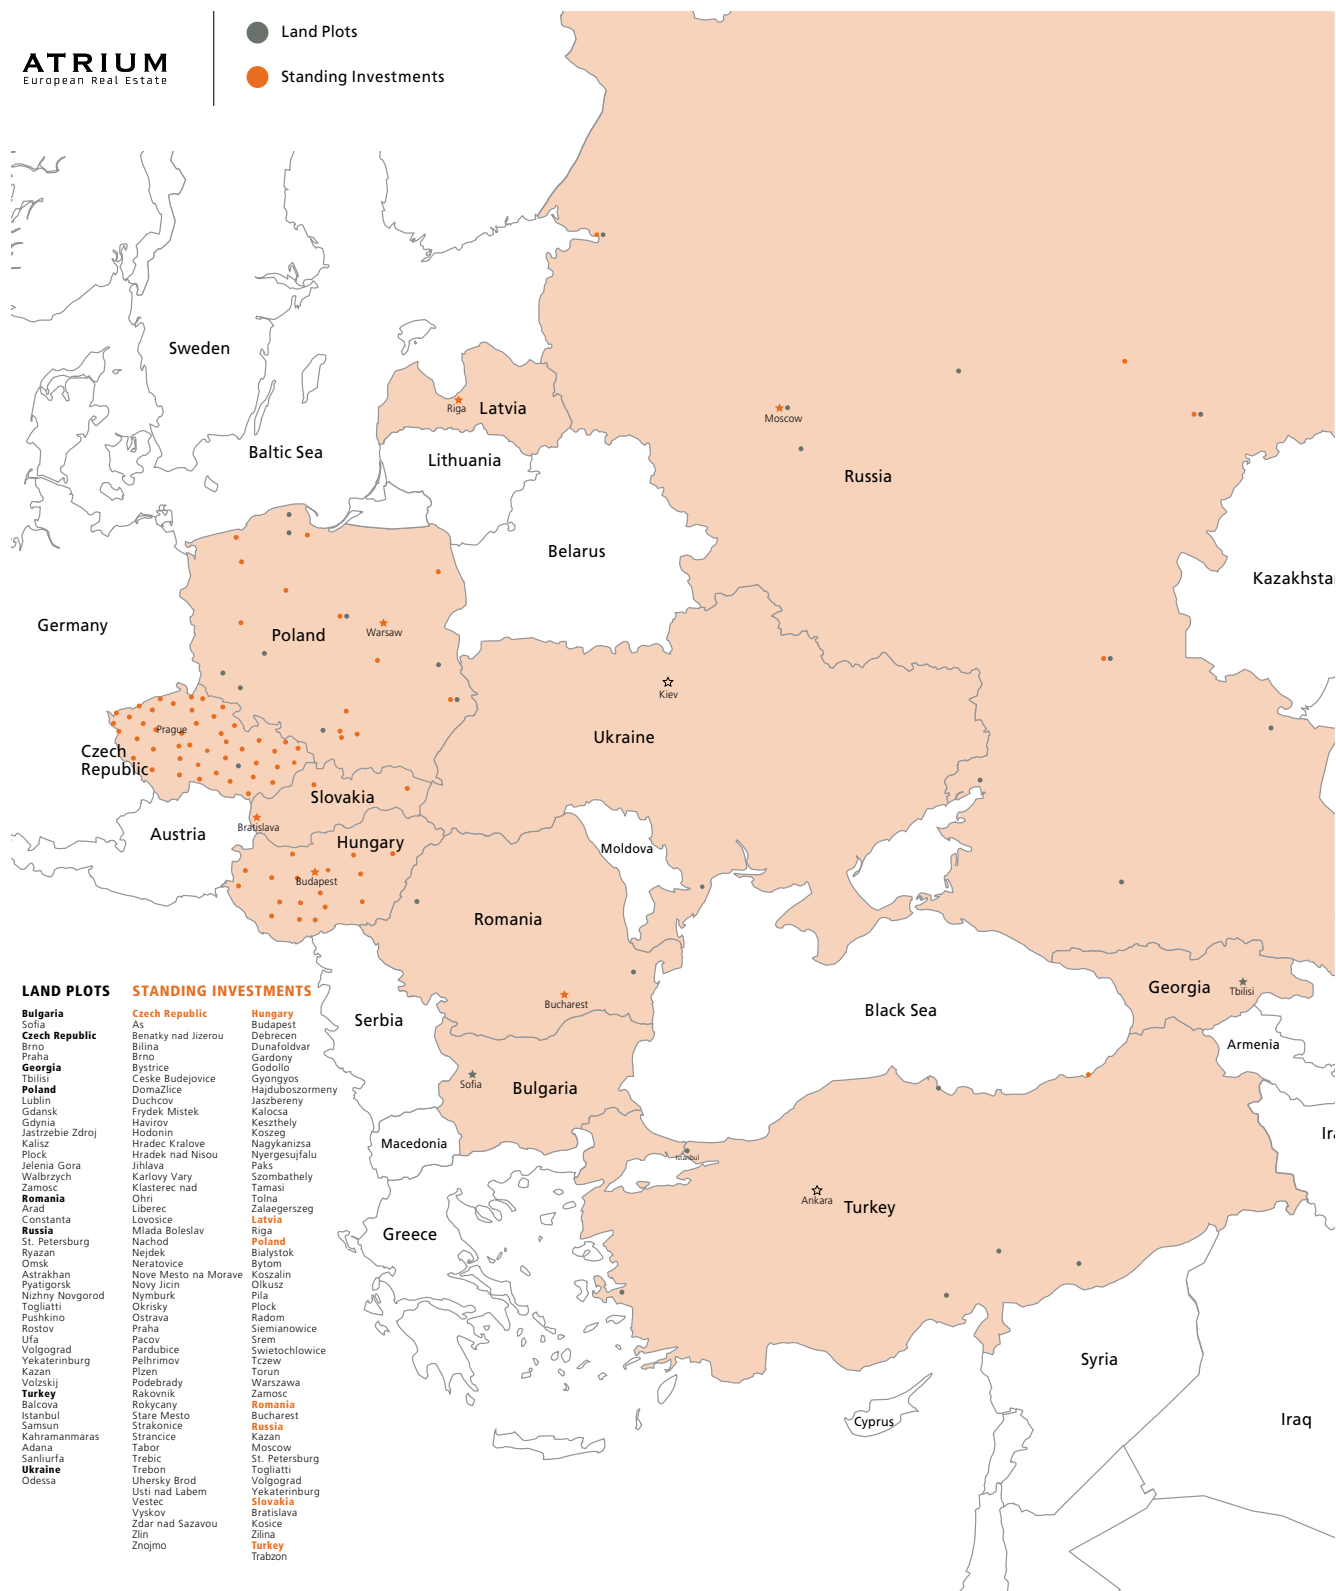 ATRIUM
European Real Estate
Land Plots
Standing Investments
Sweden
Riga
Latvia
Moscow
Baltic Sea
Lithuania
Russia
Belarus
Kazakhsta
Germany
Poland
Warsaw
Kiev
Prague
Ukraine
Czech
Republic
Slovakia
Austria
Bratislava
Hungary
Moldova
Budapest
Romania
Bucharest
Georgia
Tbilisi
Black Sea
Serbia
Armenia
Sofia
Bulgaria
Macedonia
Ira
Istanbul
Ankara
Turkey
Greece
Syria
Cyprus
Iraq
LAND PLOTS
Bulgaria
Sofia
Czech Republic
Brno
Praha
Georgia
Tbilisi
Poland
Lublin
Gdansk
Gdynia
Jastrzebie Zdroj
Kalisz
Plock
Jelenia Gora
Walbrzych
Zamosc
Romania
Arad
Constanta
Russia
St. Petersburg
Ryazan
Omsk
Astrakhan
Pyatigorsk
Nizhny Novgorod
Togliatti
Pushkino
Rostov
Ufa
Volgograd
Yekaterinburg
Kazan
Volzskij
Turkey
Balcova
Istanbul
Samsun
Kahramanmaras
Adana
Sanliurfa
Ukraine
Odessa
STANDING INVESTMENTS
Czech Republic
As
Benatky nad Jizerou
Bilina
Brno
Bystrice
Ceske Budejovice
DomaZlice
Duchcov
Frydek Mistek
Havirov
Hodonin
Hradec Kralove
Hradek nad Nisou
Jihlava
Karlovy Vary
Klasterec nad
Ohri
Liberec
Lovosice
Mlada Boleslav
Nachod
Nejdek
Neratovice
Nove Mesto na Morave
Novy Jicin
Nymburk
Okrisky
Ostrava
Praha
Pacov
Pardubice
Pelhrimov
Plzen
Podebrady
Rakovnik
Rokycany
Stare Mesto
Strakonice
Strancice
Tabor
Trebic
Trebon
Uhersky Brod
Usti nad Labem
Vestec
Vyskov
Zdar nad Sazavou
Zlin
Znojmo
Hungary
Budapest
Debrecen
Dunafoldvar
Gardony
Godollo
Gyongyos
Hajduboszormeny
Jaszbereny
Kalocsa
Keszthely
Koszeg
Nagykanizsa
Nyergesujfalu
Paks
Szombathely
Tamasi
Tolna
Zalaegerszeg
Latvia
Riga
Poland
Bialystok
Bytom
Koszalin
Olkusz
Pila
Plock
Radom
Siemianowice
Srem
Swietochlowice
Tczew
Torun
Warszawa
Zamosc
Romania
Bucharest
Russia
Kazan
Moscow
St. Petersburg
Togliatti
Volgograd
Yekaterinburg
Slovakia
Bratislava
Kosice
Zilina
Turkey
Trabzon